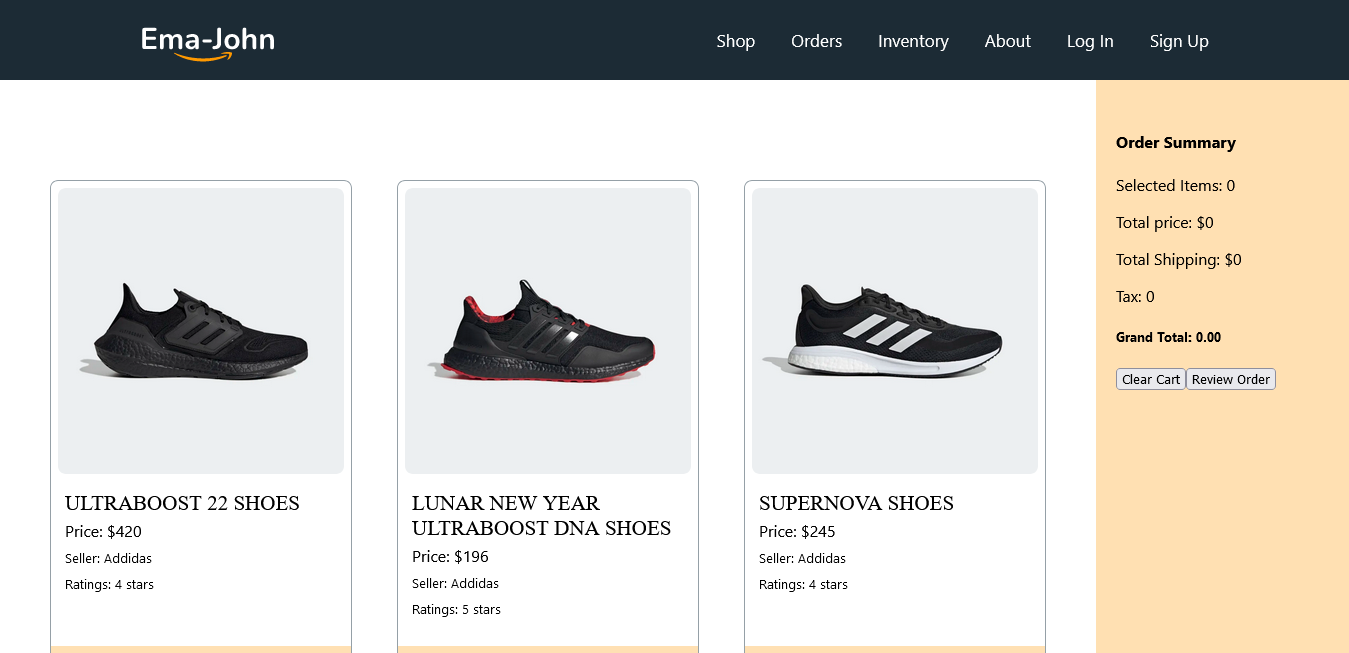 Ema-John
Shop Orders Inventory About Log In Sign Up
ULTRABOOST 22 SHOES
Price: $420
Seller: Addidas
Ratings: 4 stars
LUNAR NEW YEAR
ULTRABOOST DNA SHOES
Price: $196
Seller: Addidas
Ratings: 5 stars
SUPERNOVA SHOES
Price: $245
Seller: Addidas
Ratings: 4 stars
Order Summary
Selected Items: 0
Total price: $0
Total Shipping: $0
Tax: 0
Grand Total: 0.00
Clear Cart Review Order